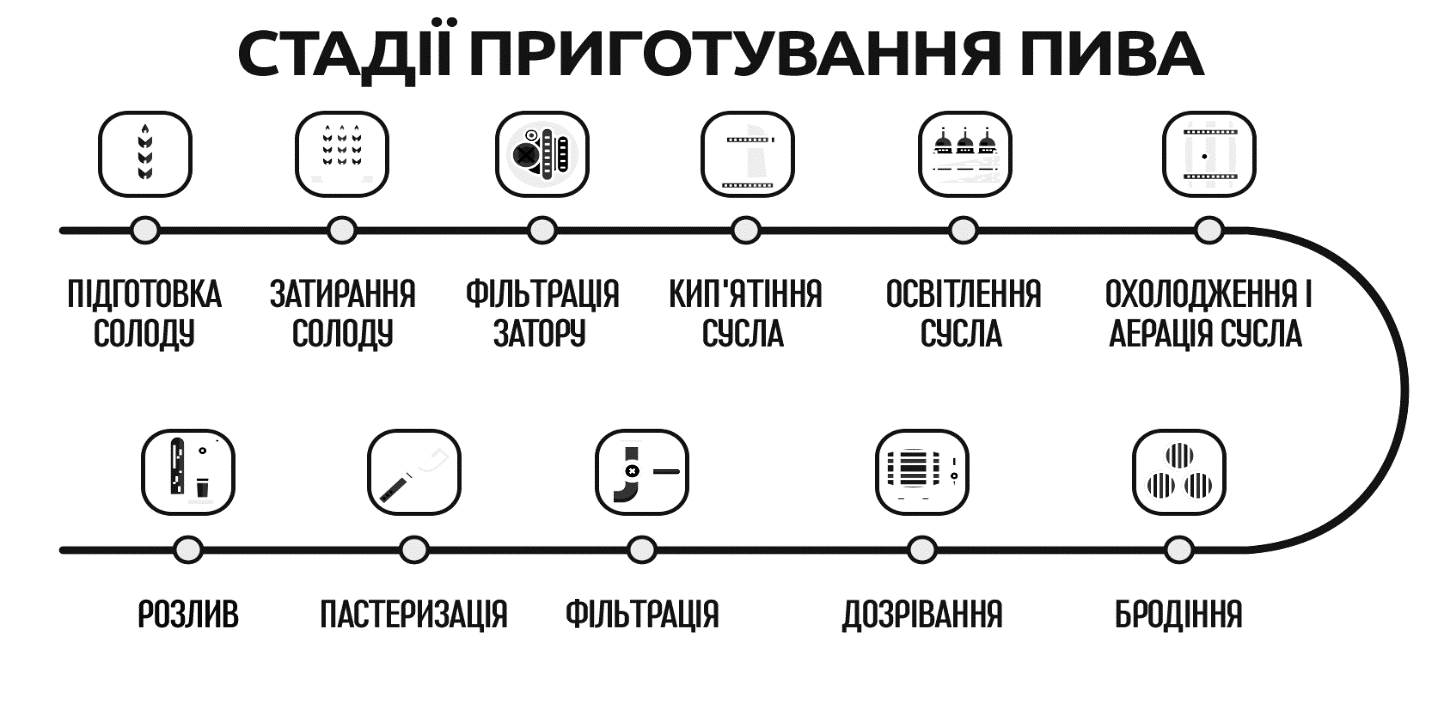 СТАДІЇ ПРИГОТУВАННЯ ПИВА
ПІДГОТОВКА
СОЛОДУ
ЗАТИРАННЯ
СОЛОДУ
ФІЛЬТРАЦІЯ
ЗАТОРУ
КИП'ЯТІННЯ
СУСЛА
ОСВІТЛЕННЯ
СУСЛА
ОХОЛОДЖЕННЯ І
АЕРАЦІЯ СУСЛА
РОЗЛИВ
ПАСТЕРИЗАЦІЯ
ФІЛЬТРАЦІЯ
ДОЗРІВАННЯ
БРОДІННЯ